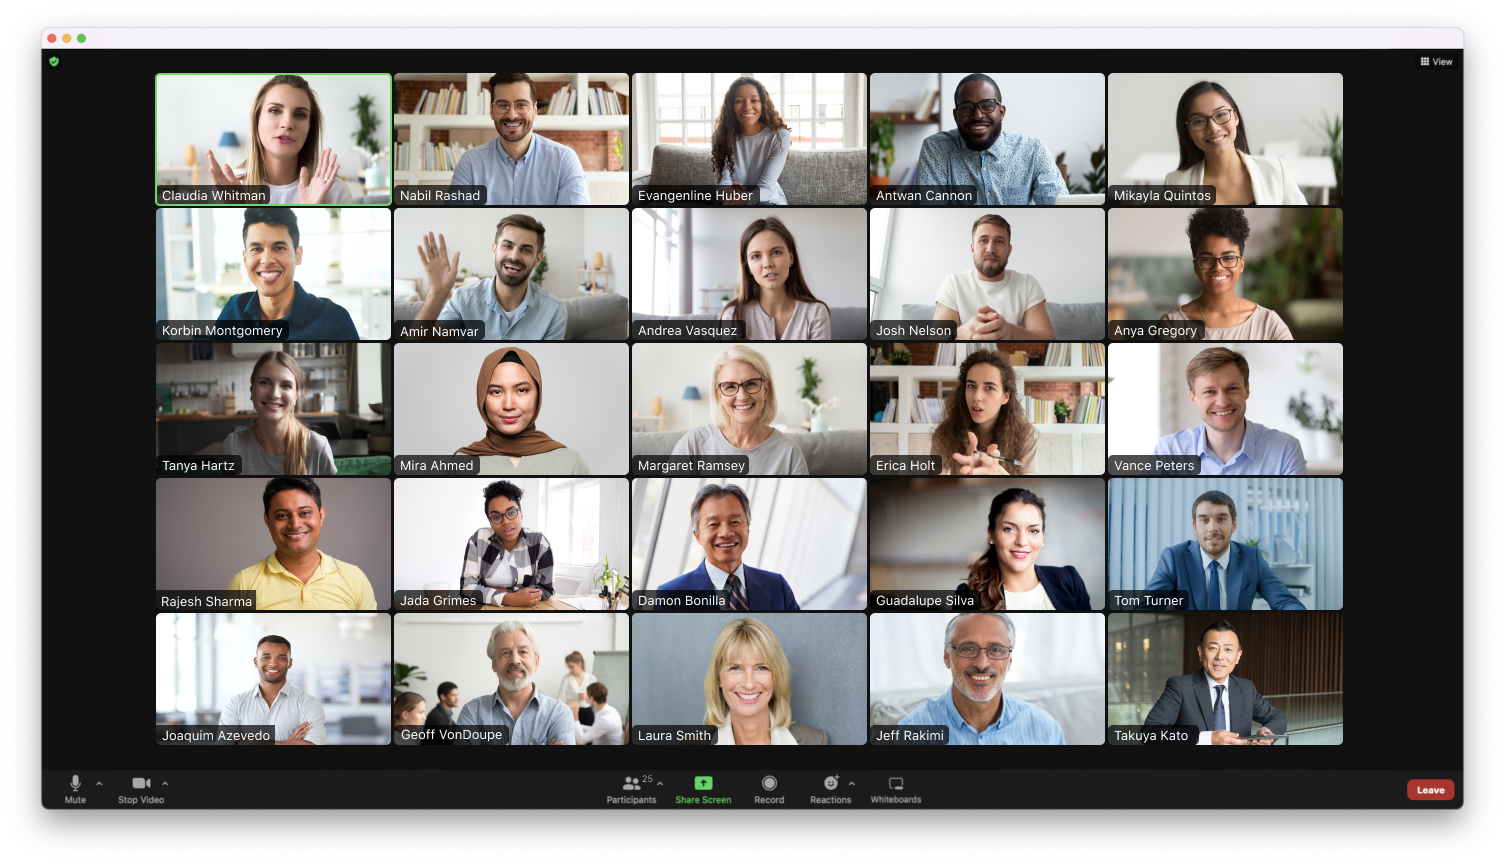 View
Claudia Whitman
Nabil Rashad
Evangenline Huber
Antwan Cannon
Mikayla Quintos
Korbin Montgomery
Amir Namvar
Andrea Vasquez
Josh Nelson
Anya Gregory
Tanya Hartz
Mira Ahmed
Margaret Ramsey
Erica Holt
Vance Peters
Rajesh Sharma
Jada Grimes
Damon Bonilla
Guadalupe Silva
Tom Turner
Joaquim Azevedo
Geoff VonDoupe
Laura Smith
Jeff Rakimi
Takuya Kato
25
Mute
Stop Video
Participants
Share Screen
Record
Reactions
Whiteboards
Leave